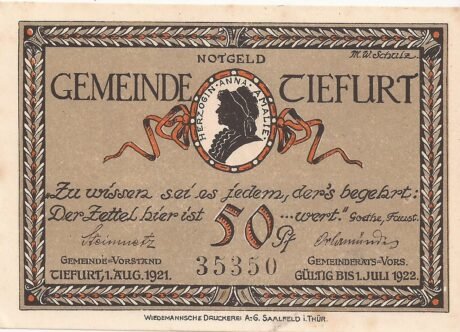 NOTGELD
M. W. Schulz.
GEMEINDE TIEFURT
HERZOGIN · ANNA · AMALIE ·
„Zu wissen sei es jedem, der's begehrt:
Der Zettel hier ist 50 Pf ...wert." Goethe, Faust.
Steinmetz
GEMEINDE=VORSTAND GEMEINDERATS=VORS.
35350
TIEFURT, 1. AUG. 1921. GÜLTIG BIS 1. JULI 1922.
WIEDEMANNSCHE DRUCKEREI A=G. SAALFELD i. THÜR.